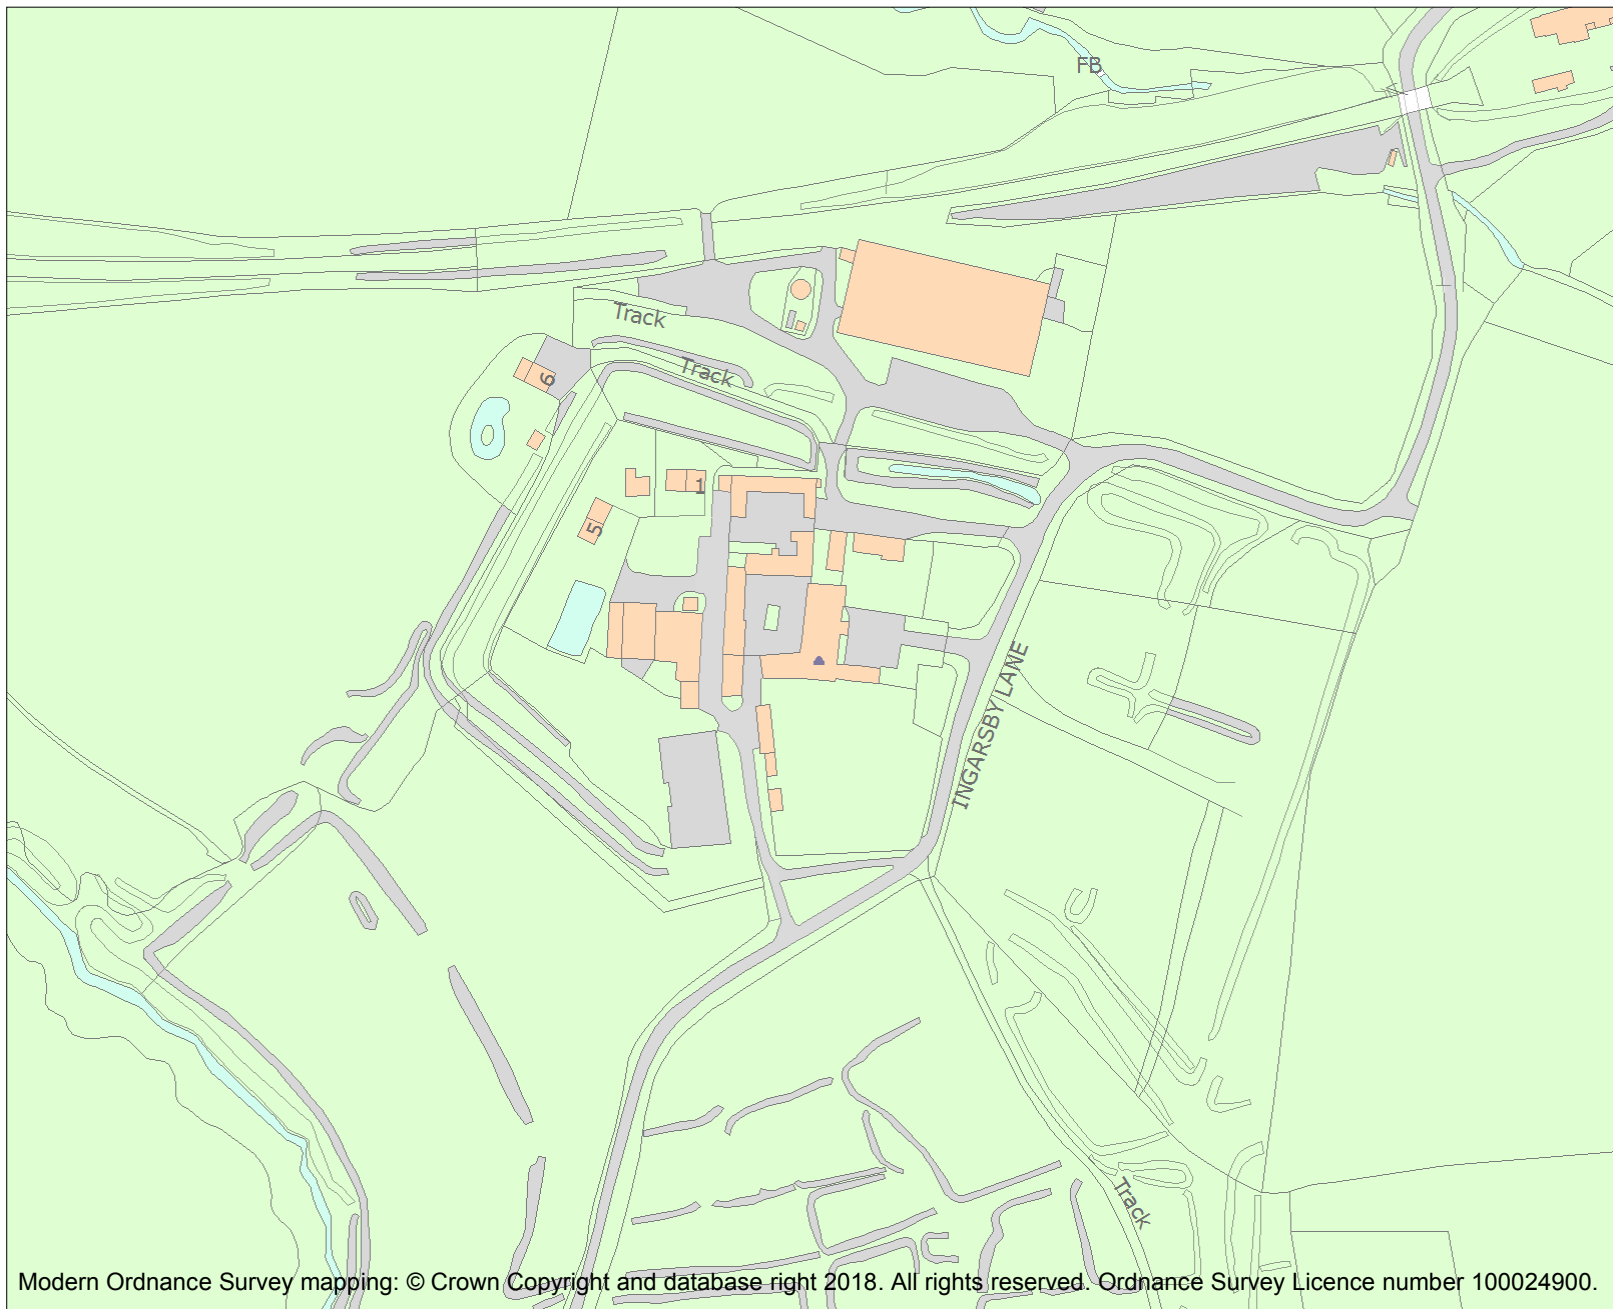 FB
Track
Track
6
1
5
INGARSBY LANE
Track
Modern Ordnance Survey mapping: © Crown Copyright and database right 2018. All rights reserved. Ordnance Survey Licence number 100024900.